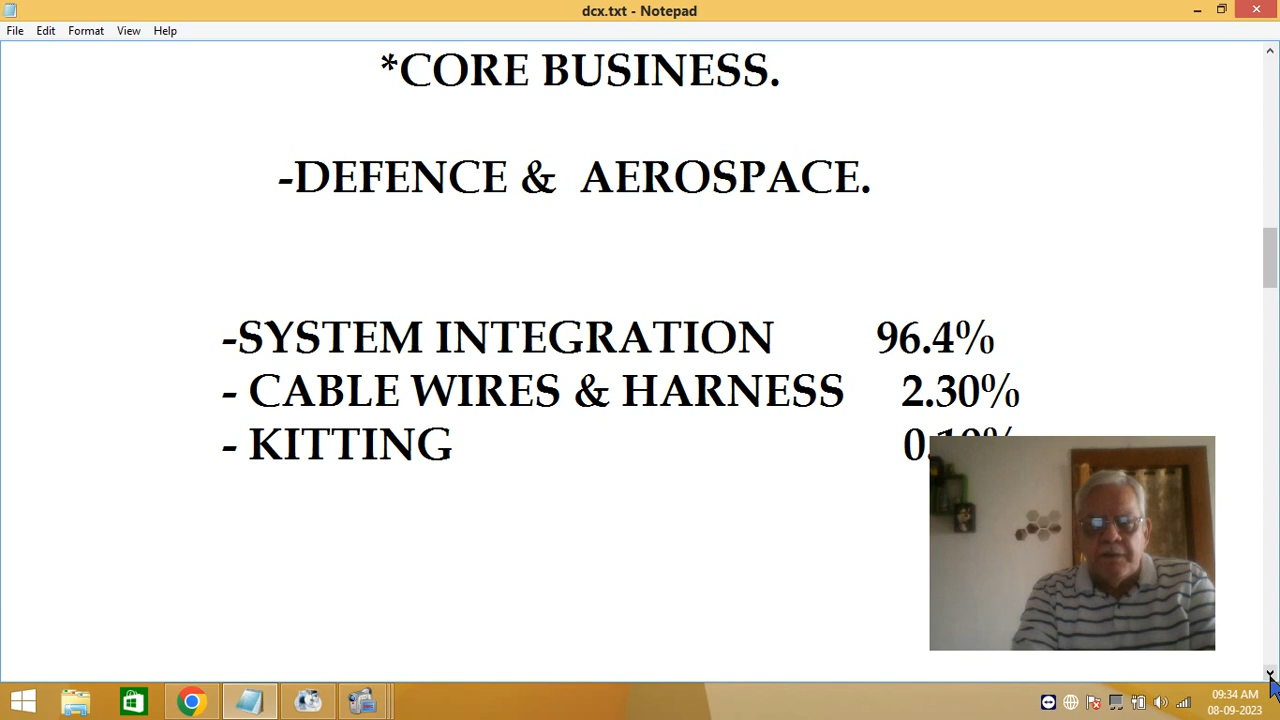 dcx.txt - Notepad
File Edit Format View Help
*CORE BUSINESS.
-DEFENCE & AEROSPACE.
-SYSTEM INTEGRATION 96.4%
- CABLE WIRES & HARNESS 2.30%
- KITTING
09:34 AM
08-09-2023